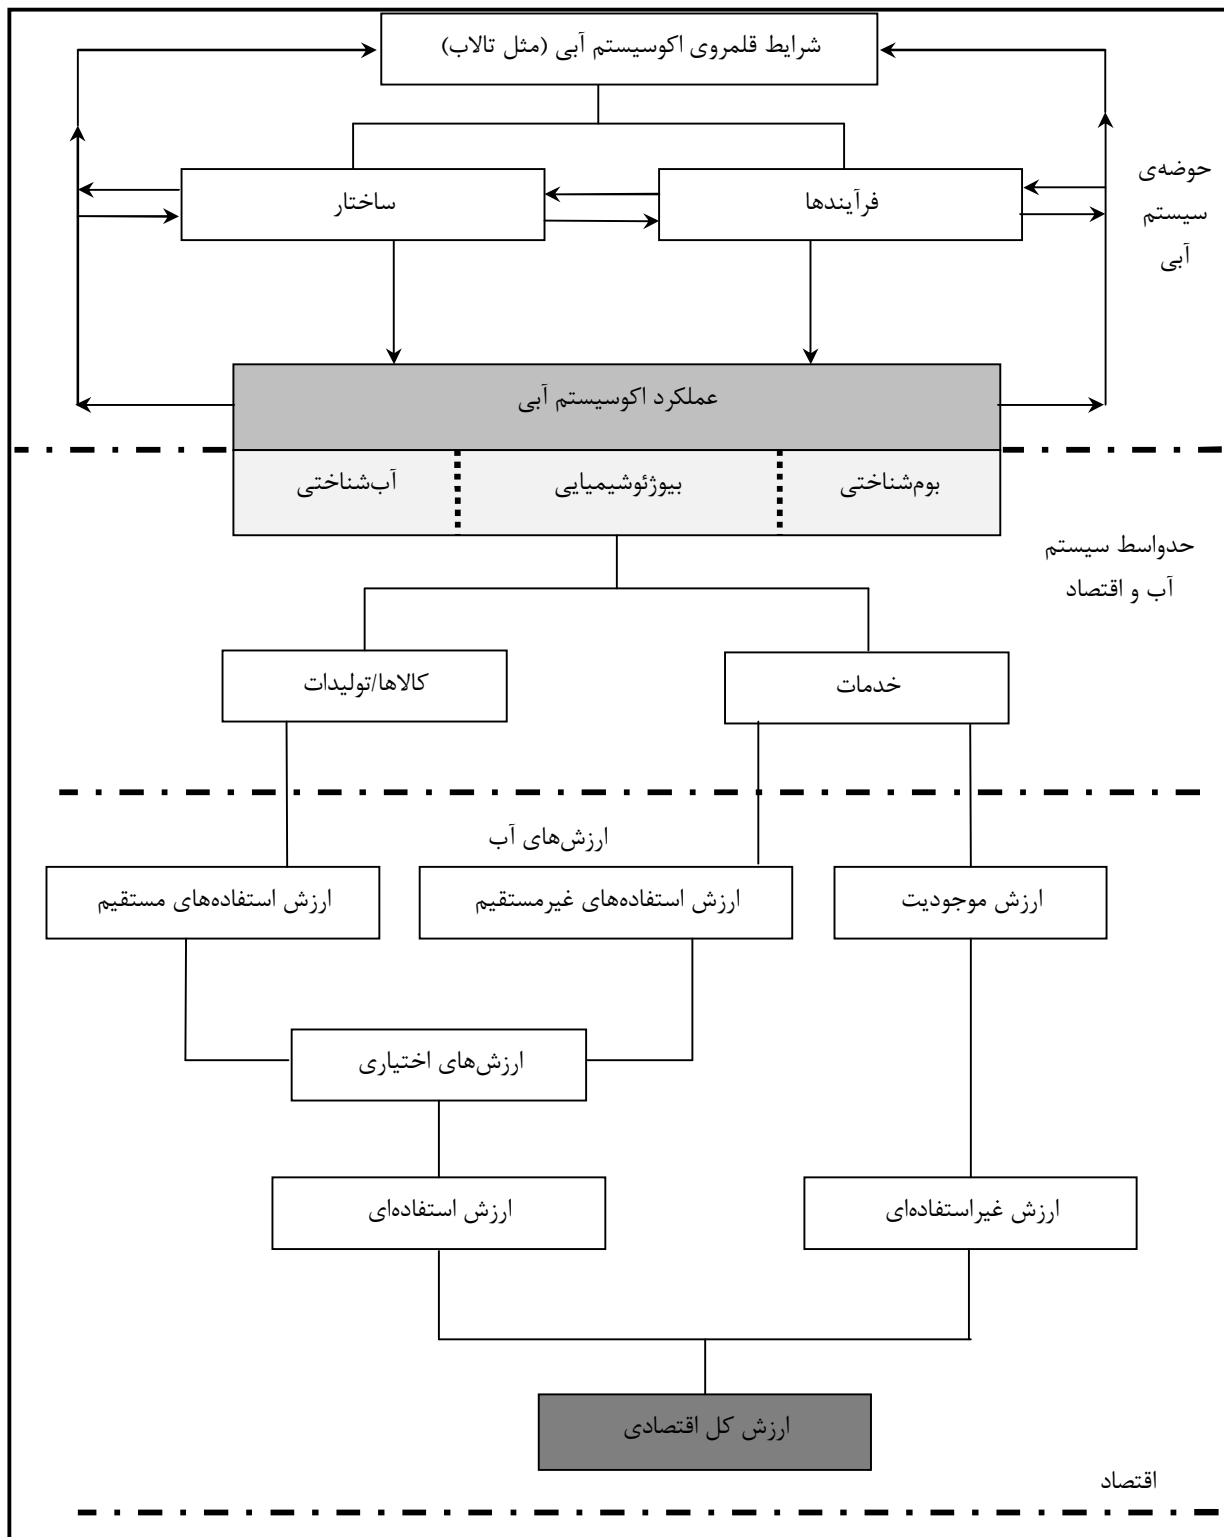 شرایط قلمروی اکوسیستم آبی (مثل تالاب)
حوضه‌ی
سیستم
آبی
فرآیندها
ساختار
عملکرد اکوسیستم آبی
بوم‌شناختی
بیوژئوشیمیایی
آب‌شناختی
حدواسط سیستم
آب و اقتصاد
خدمات
کالاها/تولیدات
ارزش‌های آب
ارزش موجودیت
ارزش استفاده‌های غیرمستقیم
ارزش استفاده‌های مستقیم
ارزش‌های اختیاری
ارزش غیراستفاده‌ای
ارزش استفاده‌ای
ارزش کل اقتصادی
اقتصاد